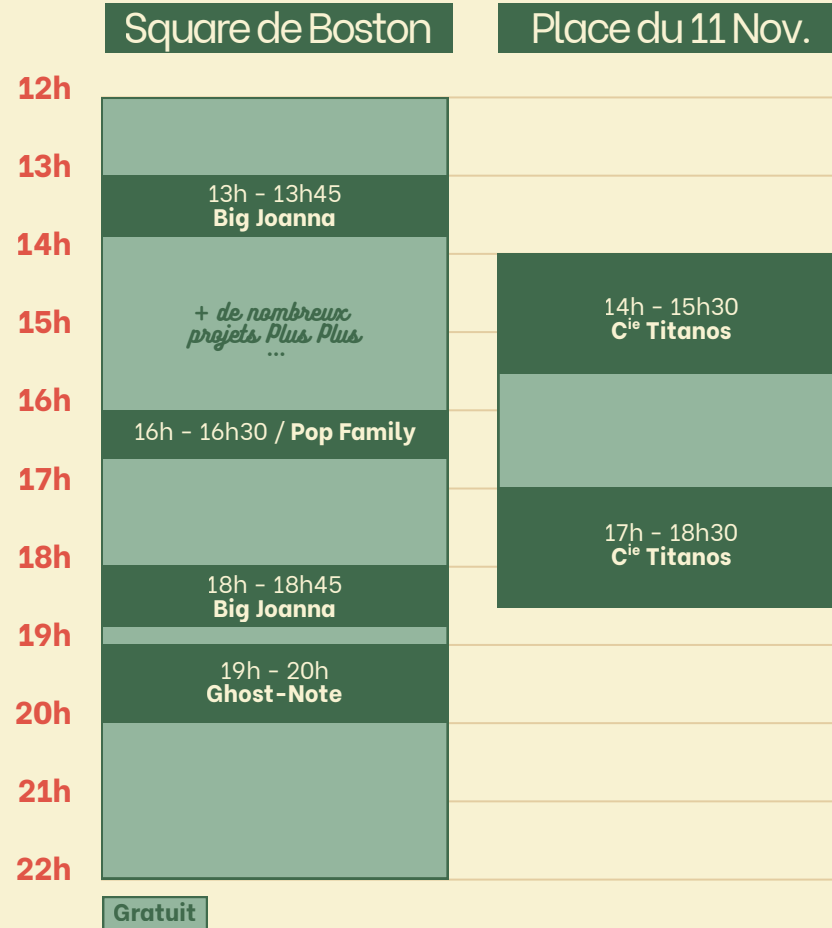 Square de Boston
Place du 11 Nov.
12h
13h
14h
15h
16h
17h
18h
19h
20h
21h
22h
13h - 13h45
Big Joanna
+ de nombreux
projets Plus Plus
...
16h - 16h30 / Pop Family
18h - 18h45
Big Joanna
19h - 20h
Ghost-Note
14h - 15h30
Cie Titanos
17h - 18h30
Cie Titanos
Gratuit